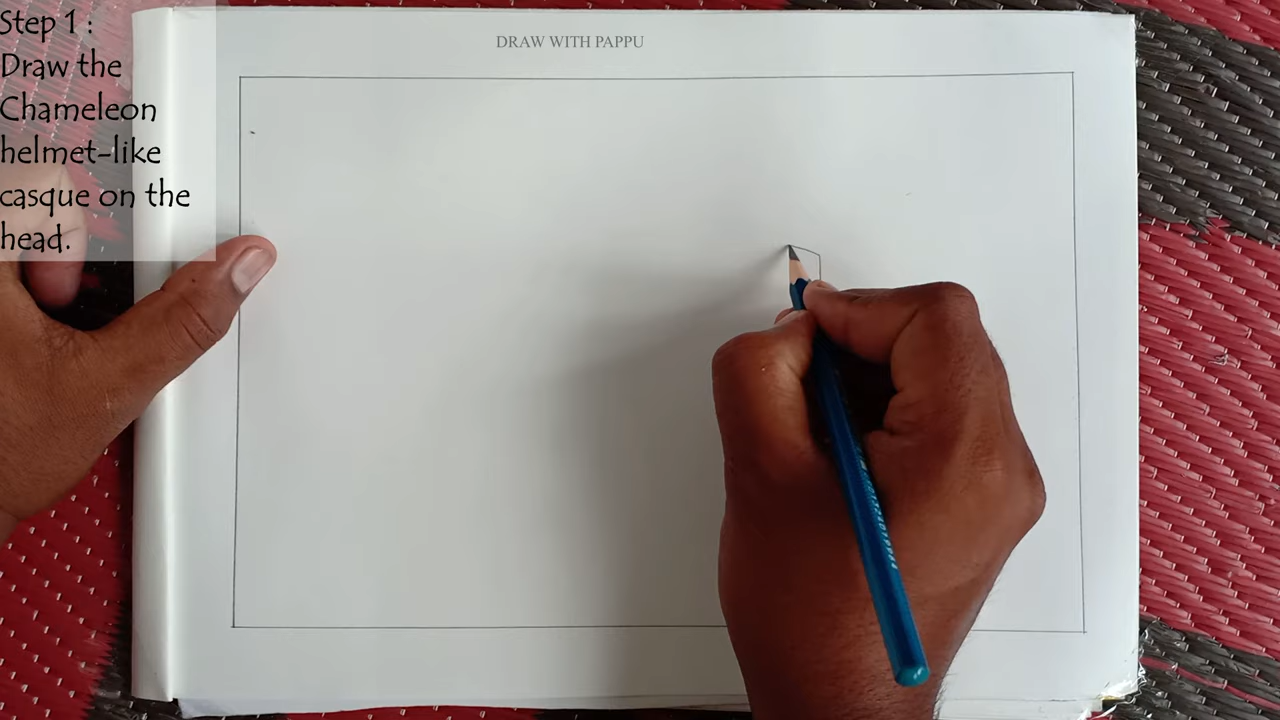 Step 1 :
Draw the
Chameleon
helmet-like
casque on the
head.
DRAW WITH PAPPU